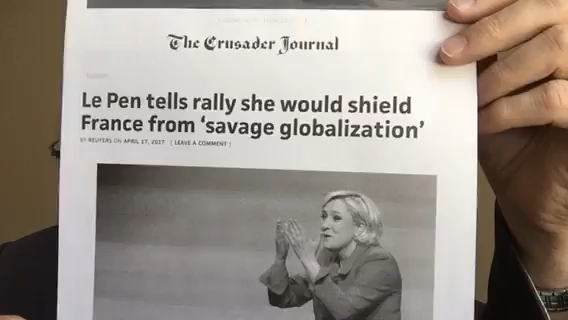 The Crusader Journal
Le Pen tells rally she would shield
France from ‘savage globalization’
BY REUTERS ON APRIL 17, 2017 ( LEAVE A COMMENT )